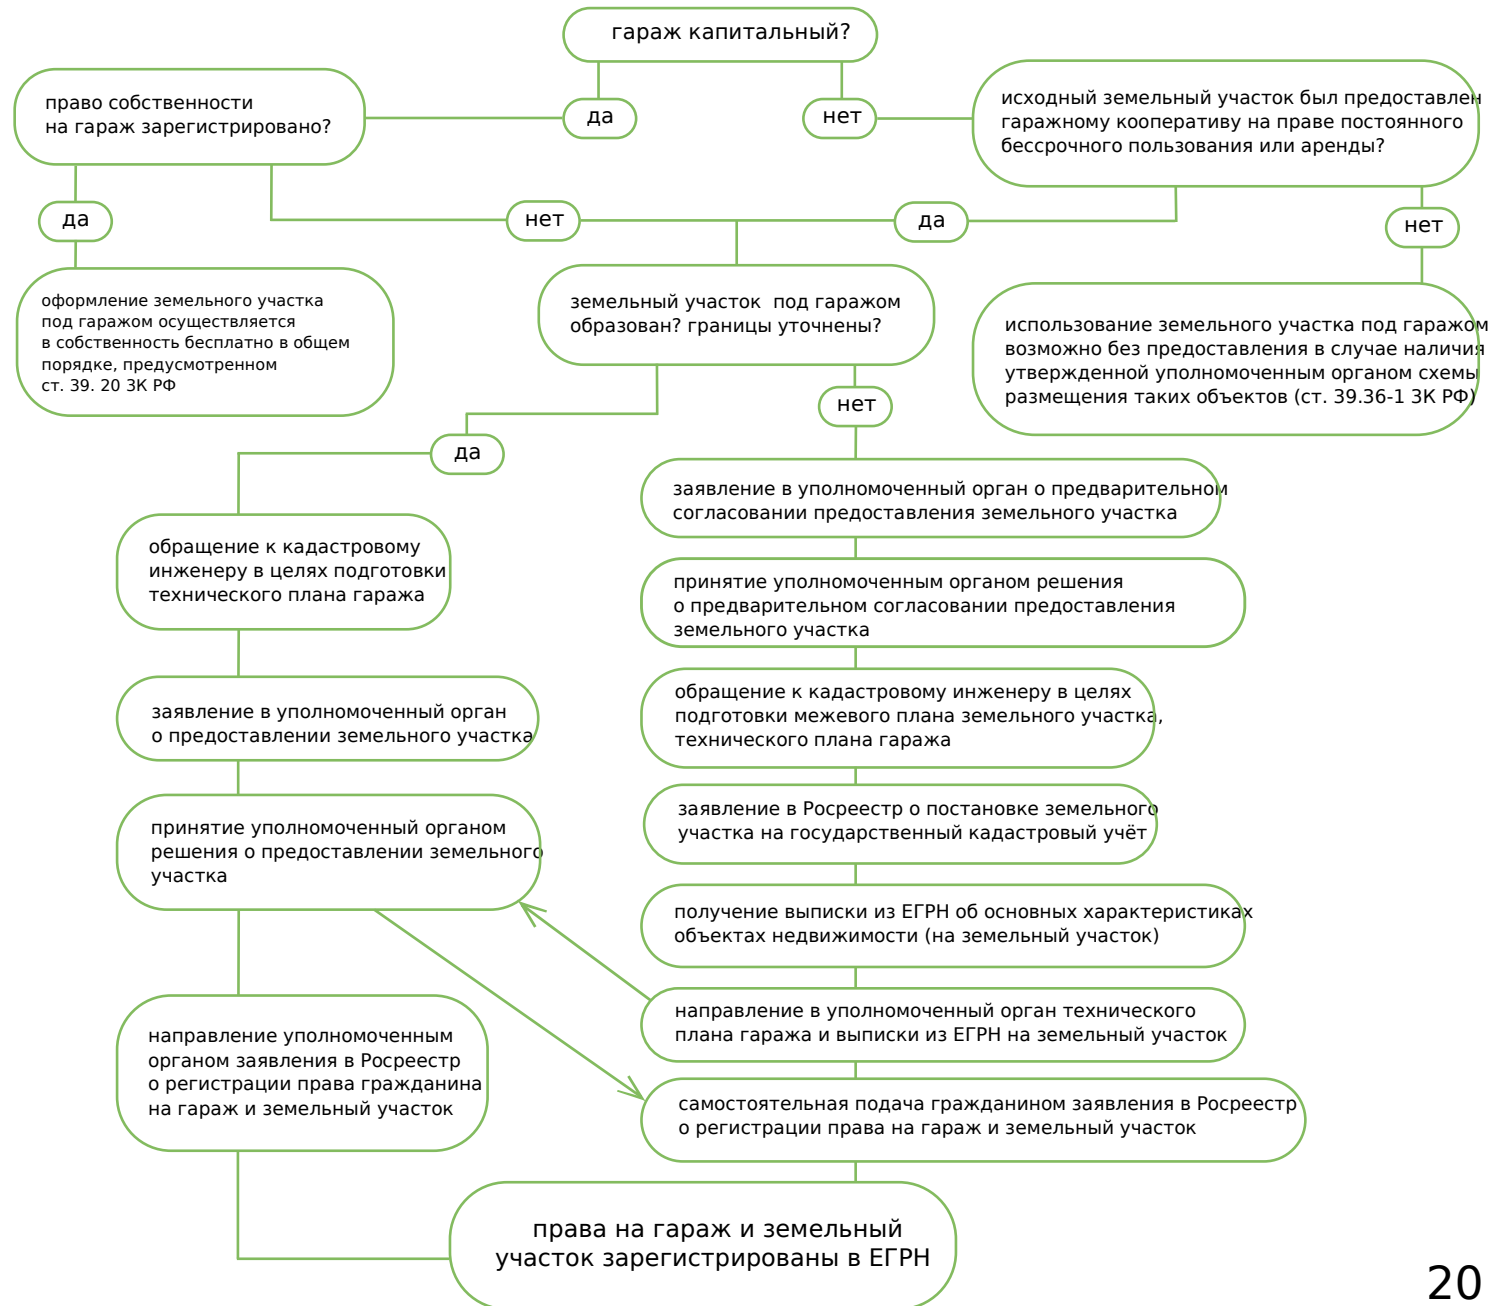 гараж капитальный?
да
нет
право собственности
на гараж зарегистрировано?
исходный земельный участок был предоставлен
гаражному кооперативу на праве постоянного
бессрочного пользования или аренды?
да
нет
да
нет
оформление земельного участка
под гаражом осуществляется
в собственность бесплатно в общем
порядке, предусмотренном
ст. 39. 20 ЗК РФ
земельный участок  под гаражом
образован? границы уточнены?
использование земельного участка под гаражом
возможно без предоставления в случае наличия
утвержденной уполномоченным органом схемы
размещения таких объектов (ст. 39.36-1 ЗК РФ)
да
нет
обращение к кадастровому
инженеру в целях подготовки
технического плана гаража
заявление в уполномоченный орган
о предоставлении земельного участка
принятие уполномоченный органом
решения о предоставлении земельного
участка
направление уполномоченным
органом заявления в Росреестр
о регистрации права гражданина
на гараж и земельный участок
заявление в уполномоченный орган о предварительном
согласовании предоставления земельного участка
принятие уполномоченным органом решения
о предварительном согласовании предоставления
земельного участка
обращение к кадастровому инженеру в целях
подготовки межевого плана земельного участка,
технического плана гаража
заявление в Росреестр о постановке земельного
участка на государственный кадастровый учёт
получение выписки из ЕГРН об основных характеристиках
объектах недвижимости (на земельный участок)
направление в уполномоченный орган технического
плана гаража и выписки из ЕГРН на земельный участок
самостоятельная подача гражданином заявления в Росреестр
о регистрации права на гараж и земельный участок
права на гараж и земельный
участок зарегистрированы в ЕГРН
20